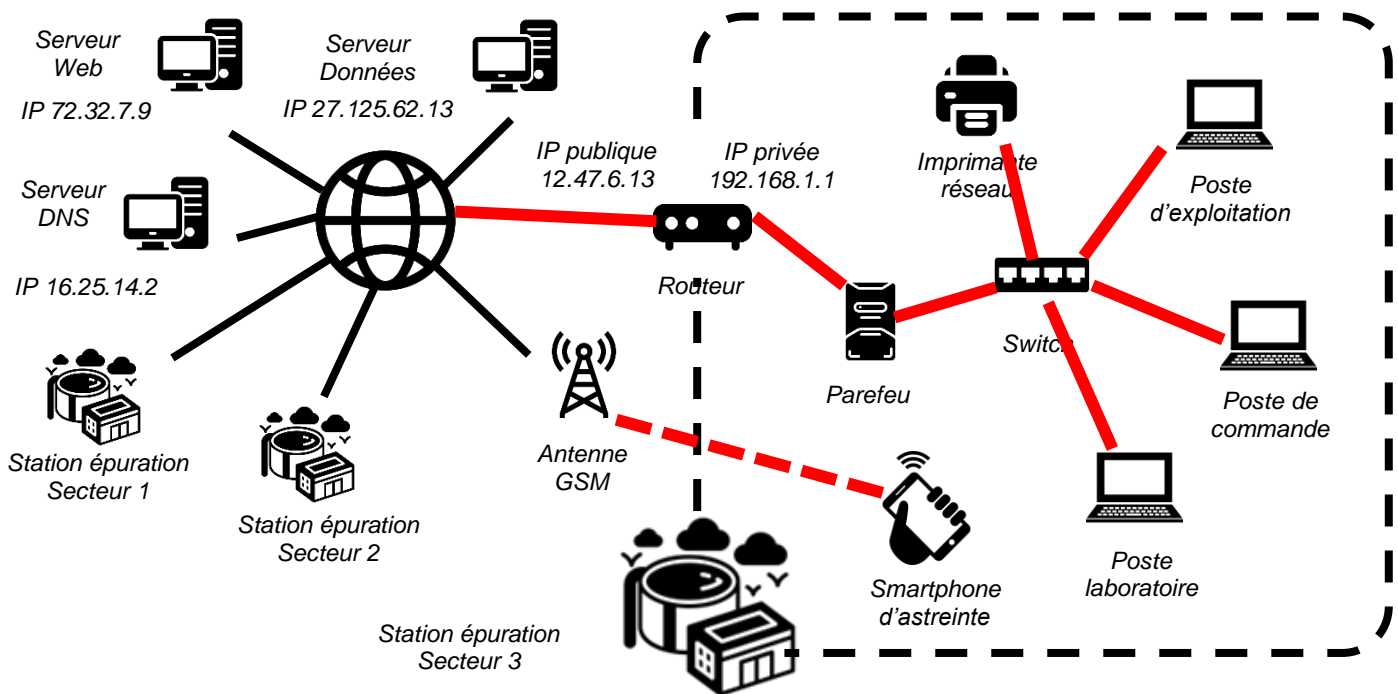 Serveur
Web
IP 72.32.7.9
Serveur
Données
IP 27.125.62.13
Serveur
DNS
IP 16.25.14.2
IP publique
12.47.6.13
IP privée
192.168.1.1
Routeur
Imprimante
réseau
Poste
d’exploitation
Switch
Parefeu
Poste de
commande
Poste
laboratoire
Antenne
GSM
Smartphone
d’astreinte
Station épuration
Secteur 1
Station épuration
Secteur 2
Station épuration
Secteur 3